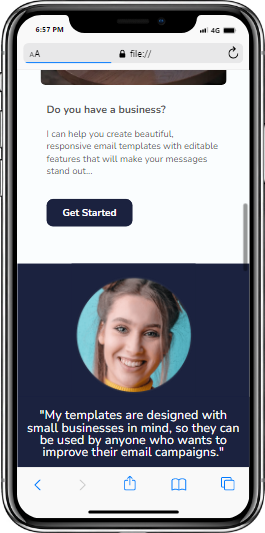 6:57 PM
4G
AA
file://
Do you have a business?
I can help you create beautiful,
responsive email templates with editable
features that will make your messages
stand out...
Get Started
"My templates are designed with
small businesses in mind, so they can
be used by anyone who wants to
improve their email campaigns."